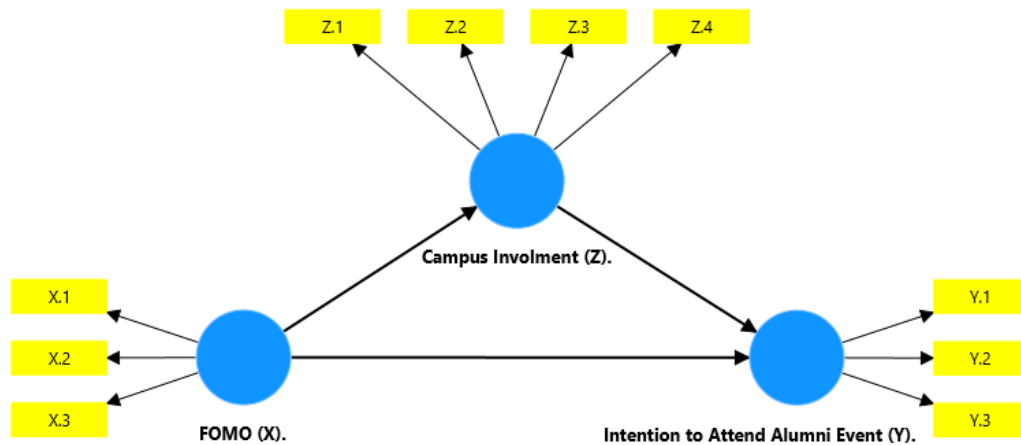 Z.1
Z.2
Z.3
Z.4
Campus Involment (Z).
X.1
X.2
X.3
FOMO (X).
Y.1
Y.2
Y.3
Intention to Attend Alumni Event (Y).